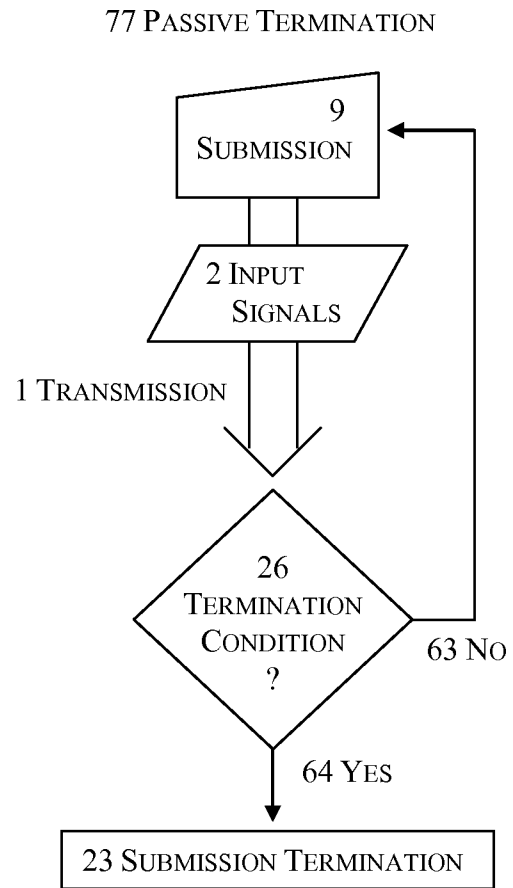 77 PASSIVE TERMINATION
9
SUBMISSION
2 INPUT
SIGNALS
1 TRANSMISSION
26
TERMINATION
CONDITION
?
63 NO
64 YES
23 SUBMISSION TERMINATION